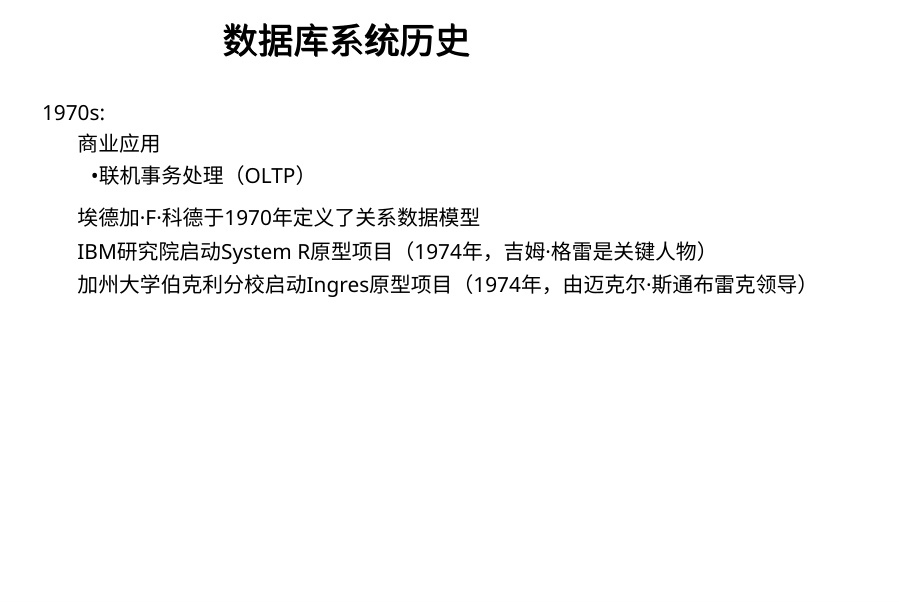 数据库系统历史
1970s:
商业应用
•联机事务处理（OLTP）
埃德加·F·科德于1970年定义了关系数据模型
IBM研究院启动System R原型项目（1974年，吉姆·格雷是关键人物）
加州大学伯克利分校启动Ingres原型项目（1974年，由迈克尔·斯通布雷克领导）